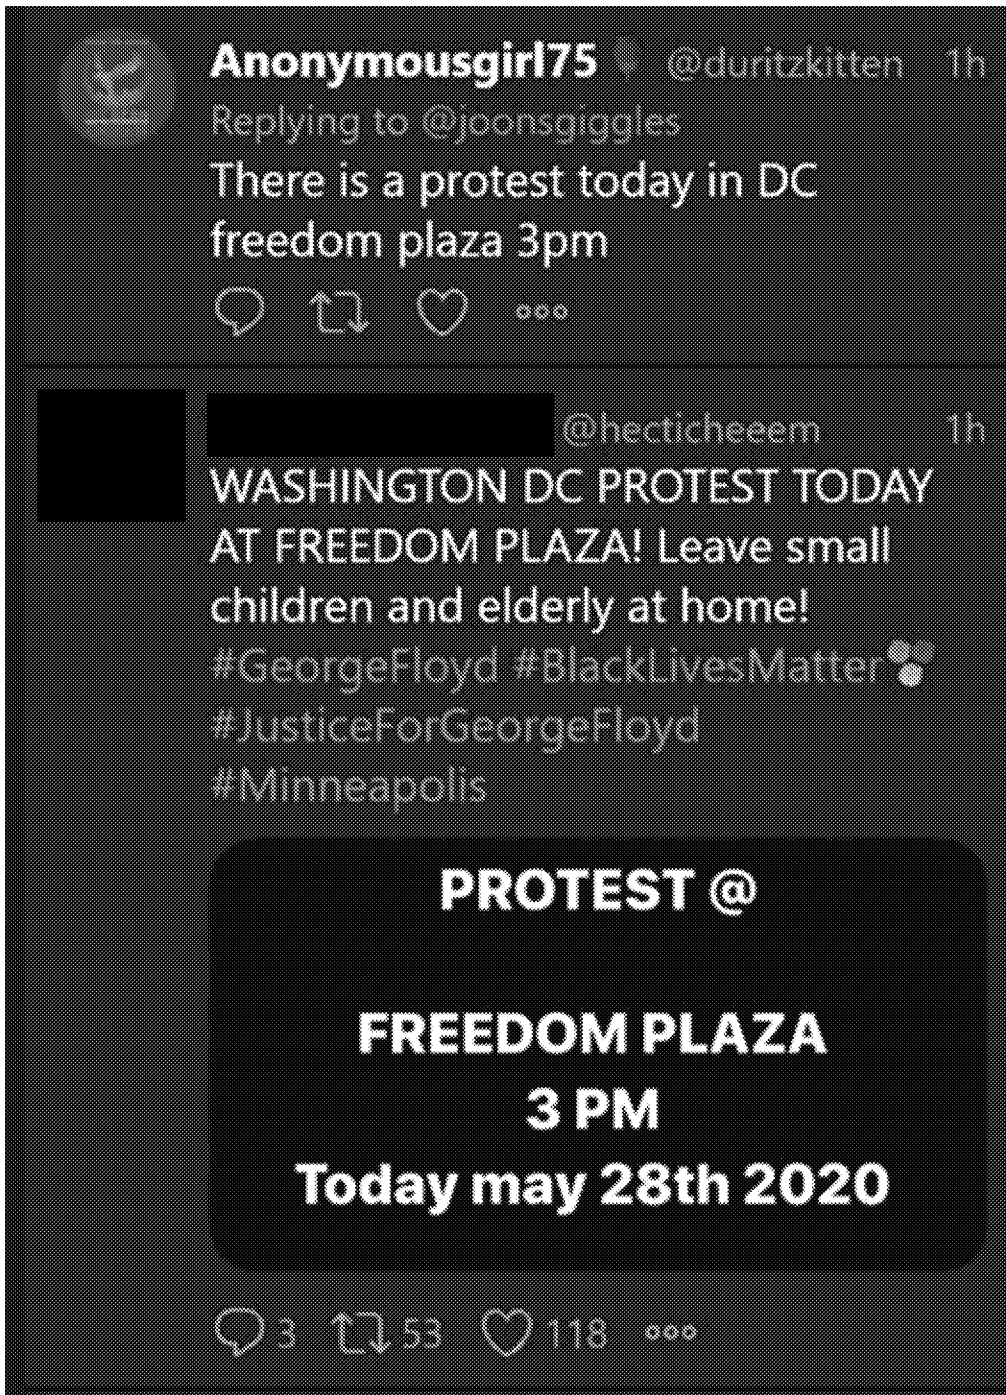 Anonymousgirl75 @duritzkitten 1h
Replying to @joonsgiggles
There is a protest today in DC
freedom plaza 3pm
@hecticheeem 1h
WASHINGTON DC PROTEST TODAY
AT FREEDOM PLAZA! Leave small
children and elderly at home!
#GeorgeFloyd #BlackLivesMatter
#JusticeForGeorgeFloyd
#Minneapolis
PROTEST @
FREEDOM PLAZA
3 PM
Today may 28th 2020
3 53 118